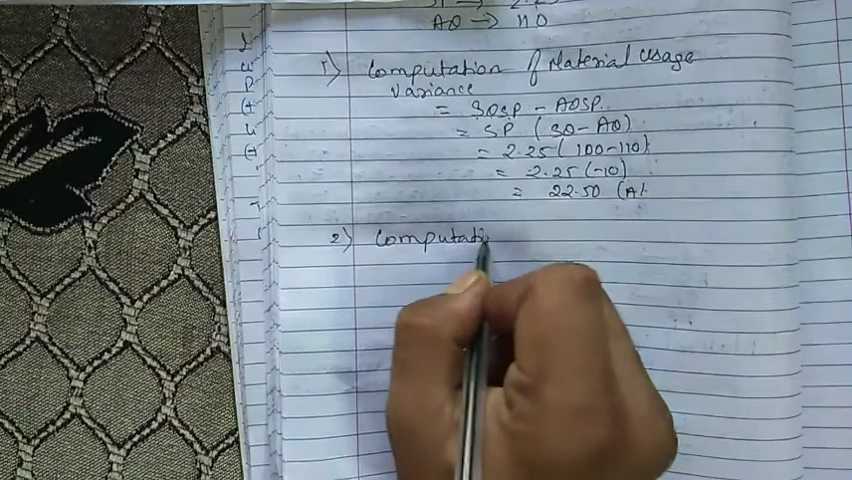 AQ → 110
1) Computation of Material Usage
Variance
= SQSP - AQSP
= SP (SQ - AQ)
= 2.25 (100-110)
= 2.25 (-10)
= 22.50 (A)
2) Computati